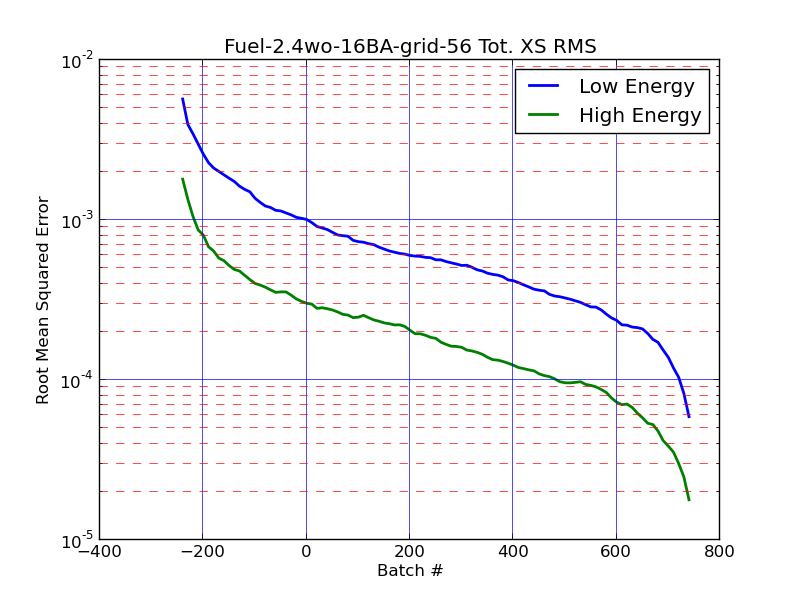 Fuel-2.4wo-16BA-grid-56 Tot. XS RMS
10^-2
10^-3
10^-4
10^-5
Root Mean Squared Error
Low Energy
High Energy
−400 −200 0 200 400 600 800
Batch #